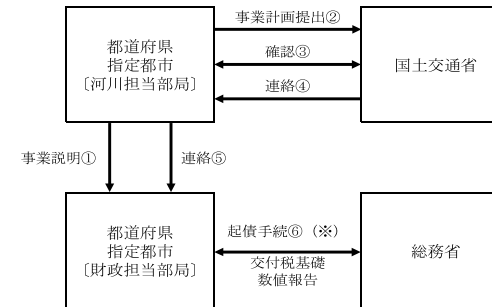 事業計画提出②
都道府県
指定都市
〔河川担当部局〕
確認③
国土交通省
連絡④
事業説明①
連絡⑤
都道府県
指定都市
〔財政担当部局〕
起債手続⑥（※）
交付税基礎
数値報告
総務省